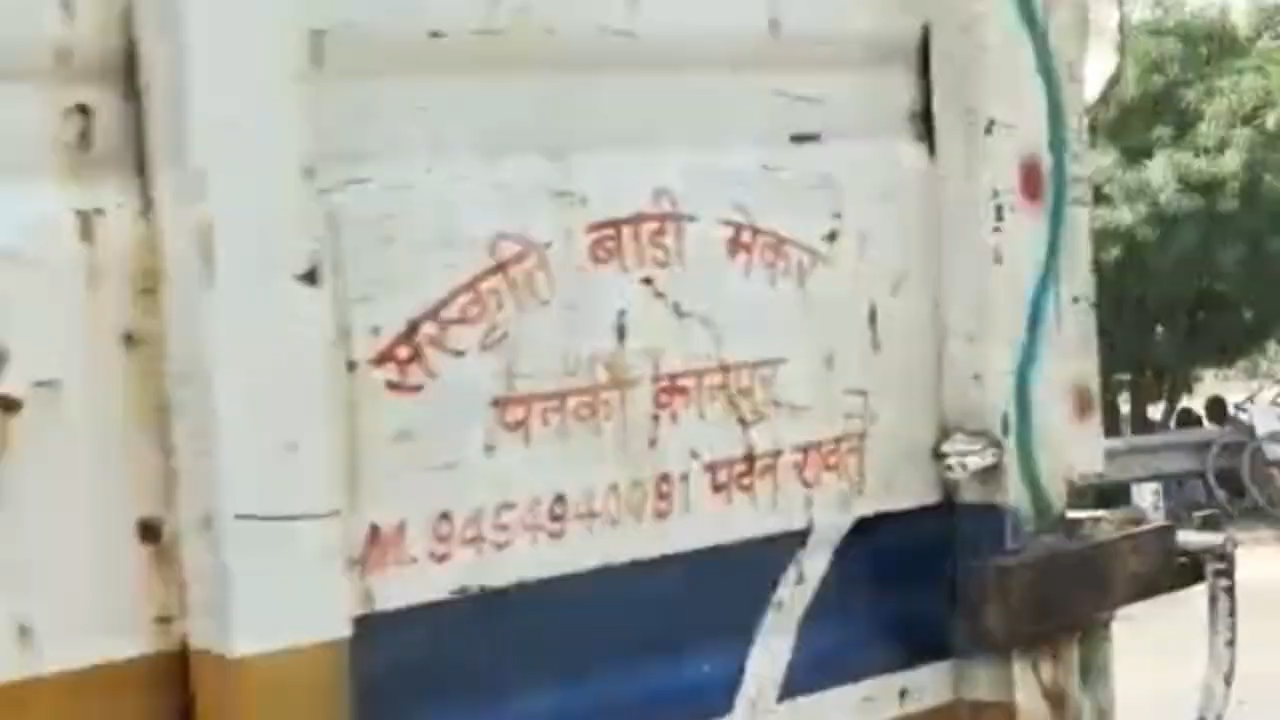 संस्कृति बाडी मेकर
पनकी कानपुर
M. 9454940081 पवन रावत